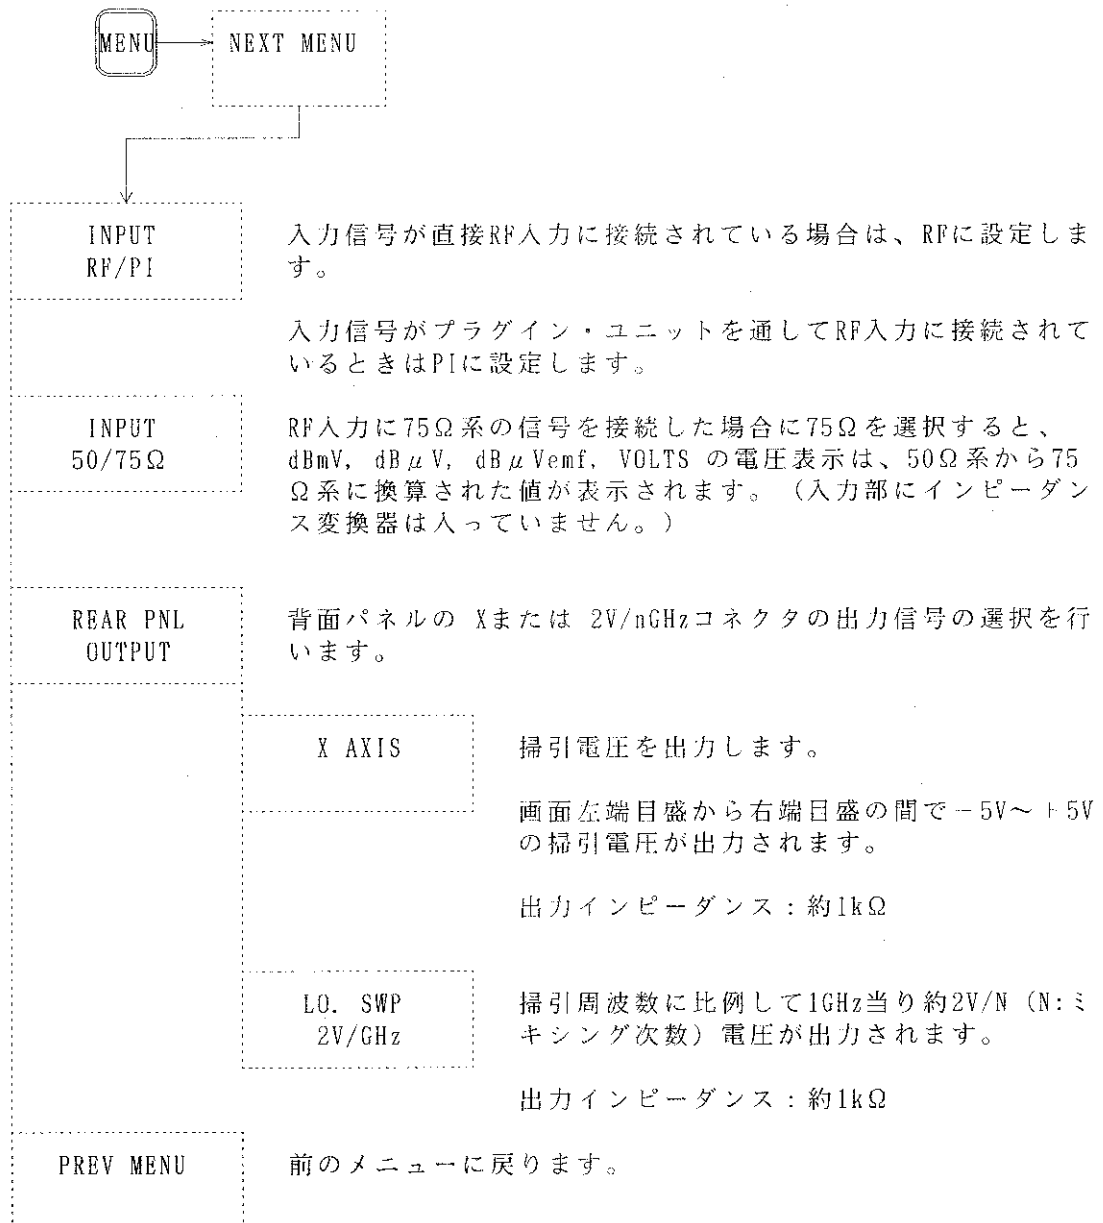 MENU
NEXT MENU
INPUT
RF/PI
入力信号が直接RF入力に接続されている場合は、RFに設定しま
す。
入力信号がプラグイン・ユニットを通してRF入力に接続されて
いるときはPIに設定します。
INPUT
50/75Ω
RF入力に75Ω系の信号を接続した場合に75Ωを選択すると、
dBmV, dBμV, dBμVemf, VOLTS の電圧表示は、50Ω系から75
Ω系に換算された値が表示されます。（入力部にインピーダン
ス変換器は入っていません。）
REAR PNL
OUTPUT
背面パネルの Xまたは 2V/nGHzコネクタの出力信号の選択を行
います。
X AXIS
掃引電圧を出力します。
画面左端目盛から右端目盛の間で－5V～＋5V
の掃引電圧が出力されます。
出力インピーダンス：約1kΩ
LO. SWP
2V/GHz
掃引周波数に比例して1GHz当り約2V/N（N:ミ
キシング次数）電圧が出力されます。
出力インピーダンス：約1kΩ
PREV MENU
前のメニューに戻ります。